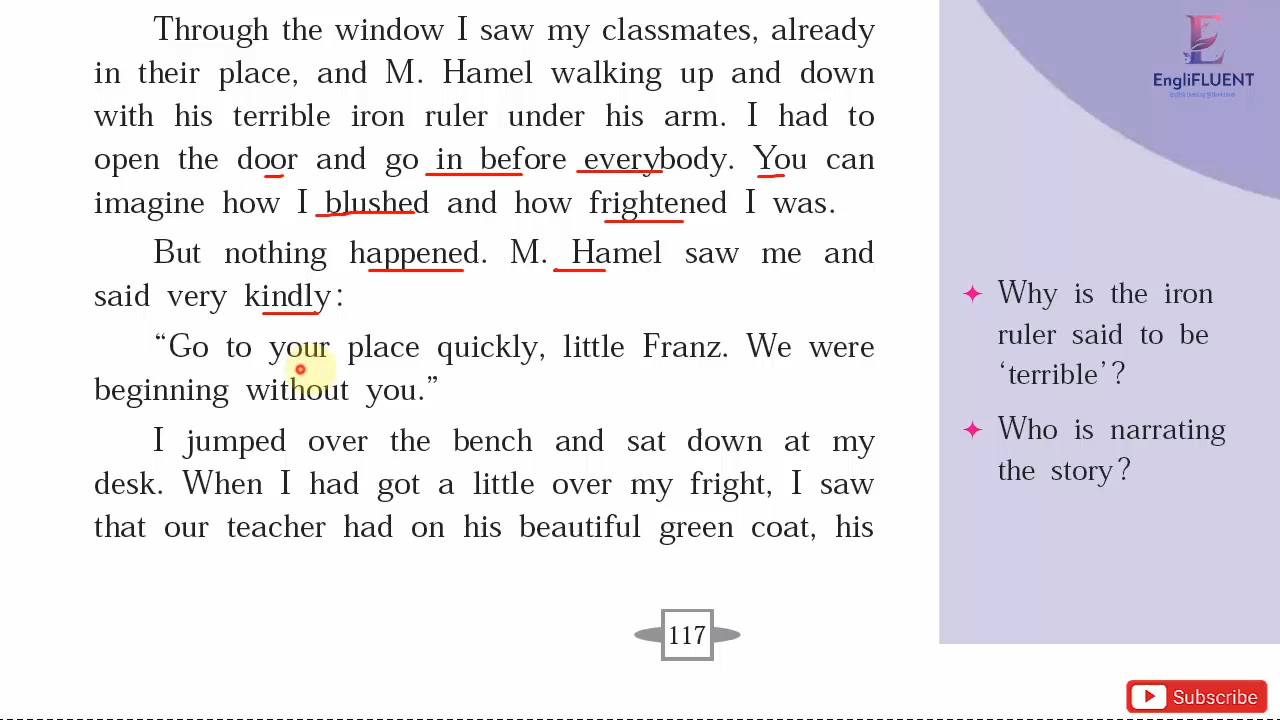 Through the window I saw my classmates, already
in their place, and M. Hamel walking up and down
with his terrible iron ruler under his arm. I had to
open the door and go in before everybody. You can
imagine how I blushed and how frightened I was.
But nothing happened. M. Hamel saw me and
said very kindly:
“Go to your place quickly, little Franz. We were
beginning without you.”
I jumped over the bench and sat down at my
desk. When I had got a little over my fright, I saw
that our teacher had on his beautiful green coat, his
117
EngliFLUENT
✦ Why is the iron
ruler said to be
‘terrible’?
✦ Who is narrating
the story?
Subscribe